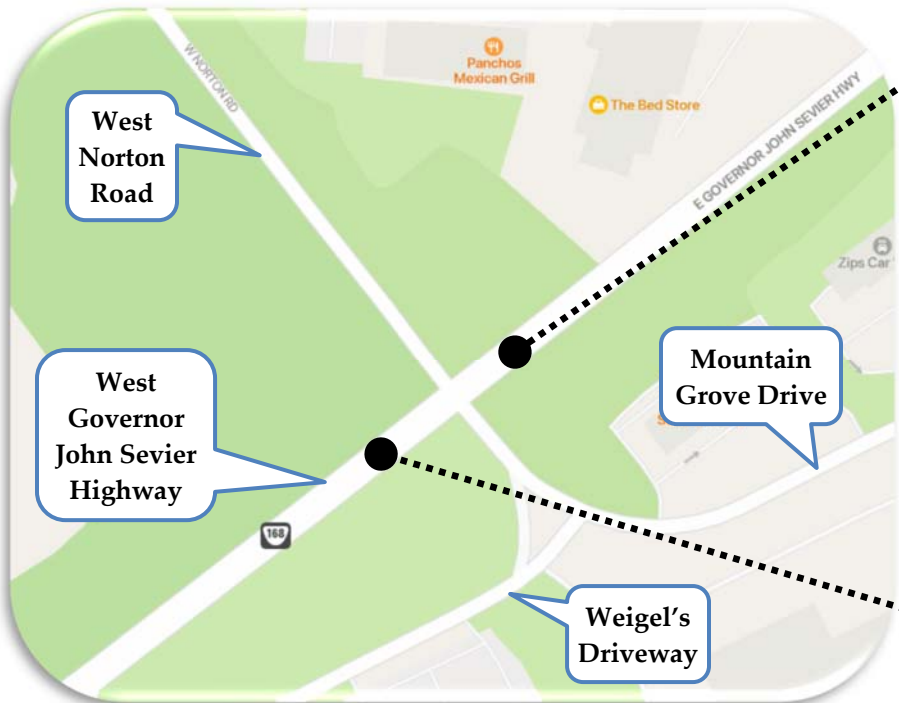 W NORTON RD
Panchos
Mexican Grill
The Bed Store
E GOVERNOR JOHN SEVIER HWY
West
Norton
Road
Zips Car
Mountain
Grove Drive
West
Governor
John Sevier
Highway
168
Weigel's
Driveway